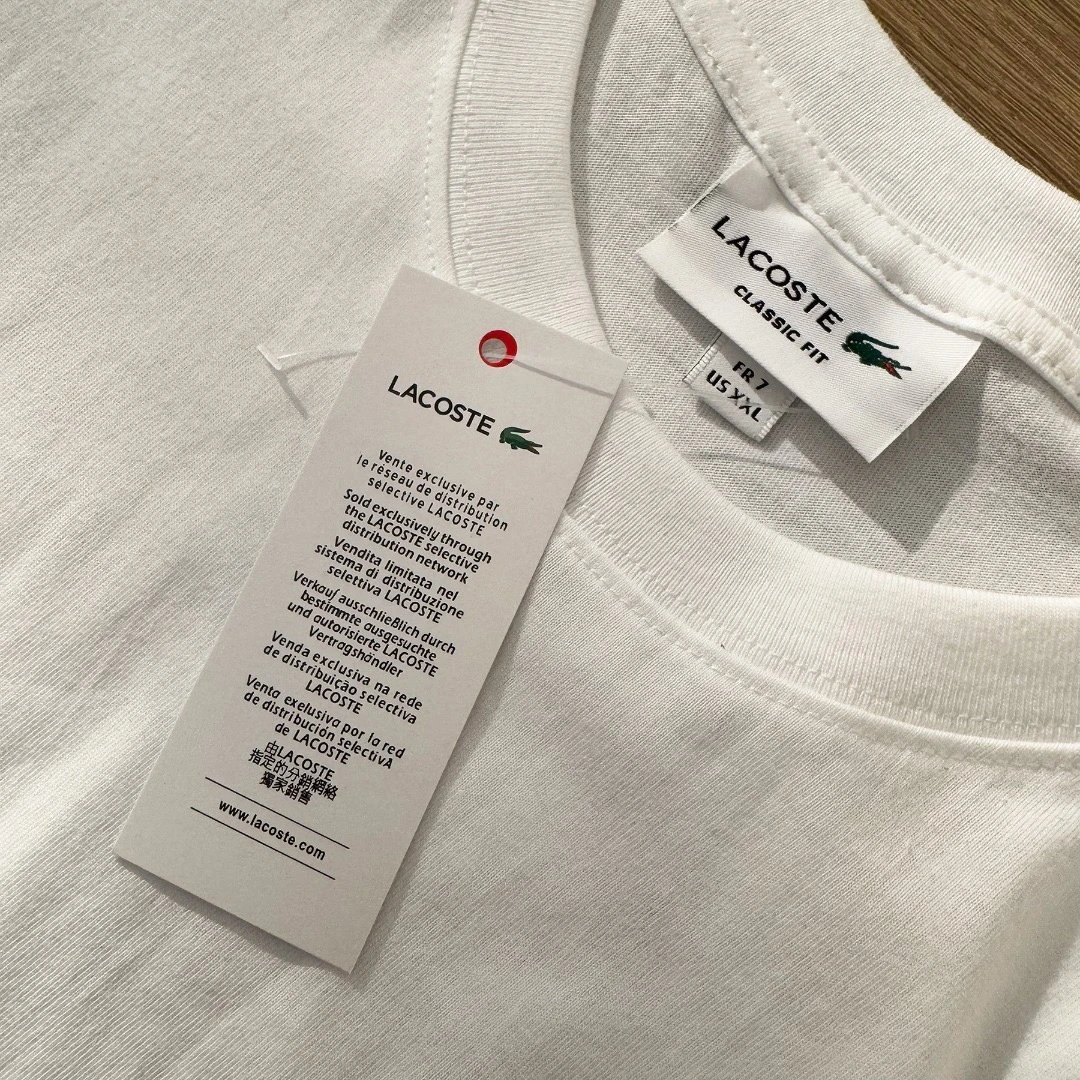 LACOSTE
CLASSIC FIT
FR 7
US XXL
LACOSTE
Vente exclusive par
le réseau de distribution
sélective LACOSTE
Sold exclusively through
the LACOSTE selective
distribution network
Vendita limitata nel
sistema di distribuzione
selettiva LACOSTE
Verkauf ausschließlich durch
bestimmte ausgesuchte
und autorisierte LACOSTE
Vertragshändler
Venda exclusiva na rede
de distribuição selectiva
LACOSTE
Venta exelusiva por la red
de distribución selectivA
de LACOSTE
由LACOSTE
指定的分銷網絡
獨家銷售
www.lacoste.com